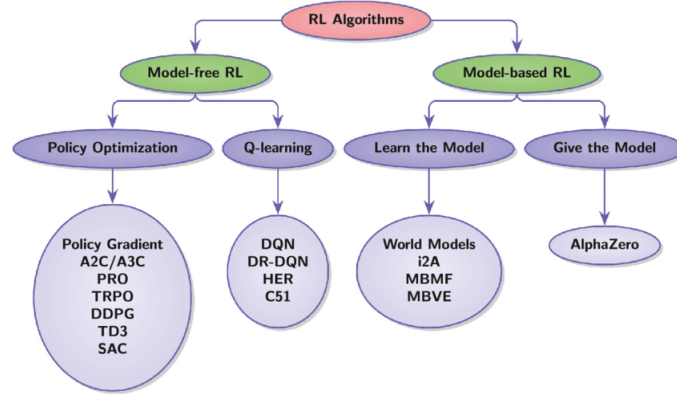 RL Algorithms
Model-free RL
Model-based RL
Policy Optimization
Q-learning
Learn the Model
Give the Model
Policy Gradient
A2C/A3C
PRO
TRPO
DDPG
TD3
SAC
DQN
DR-DQN
HER
C51
World Models
i2A
MBMF
MBVE
AlphaZero